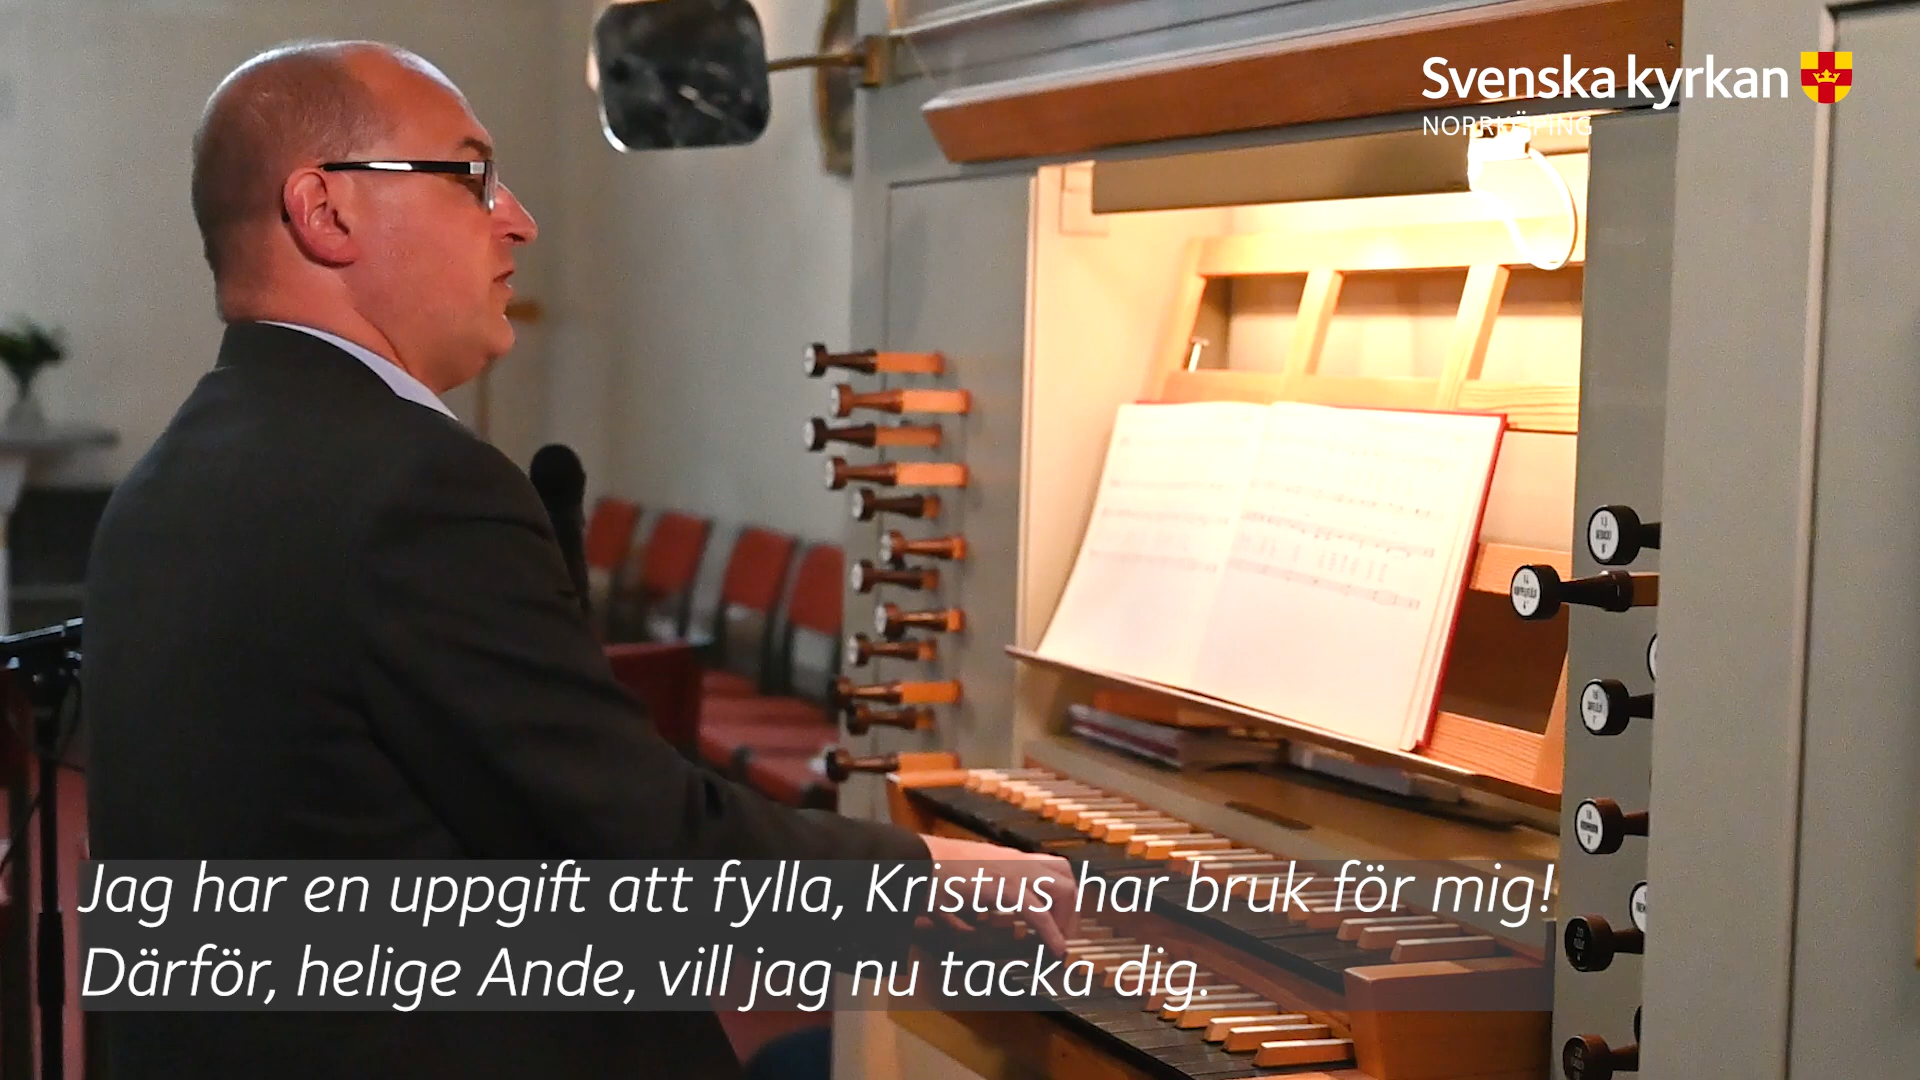 Svenska kyrkan
NORRKÖPING
Jag har en uppgift att fylla, Kristus har bruk för mig!
Därför, helige Ande, vill jag nu tacka dig.